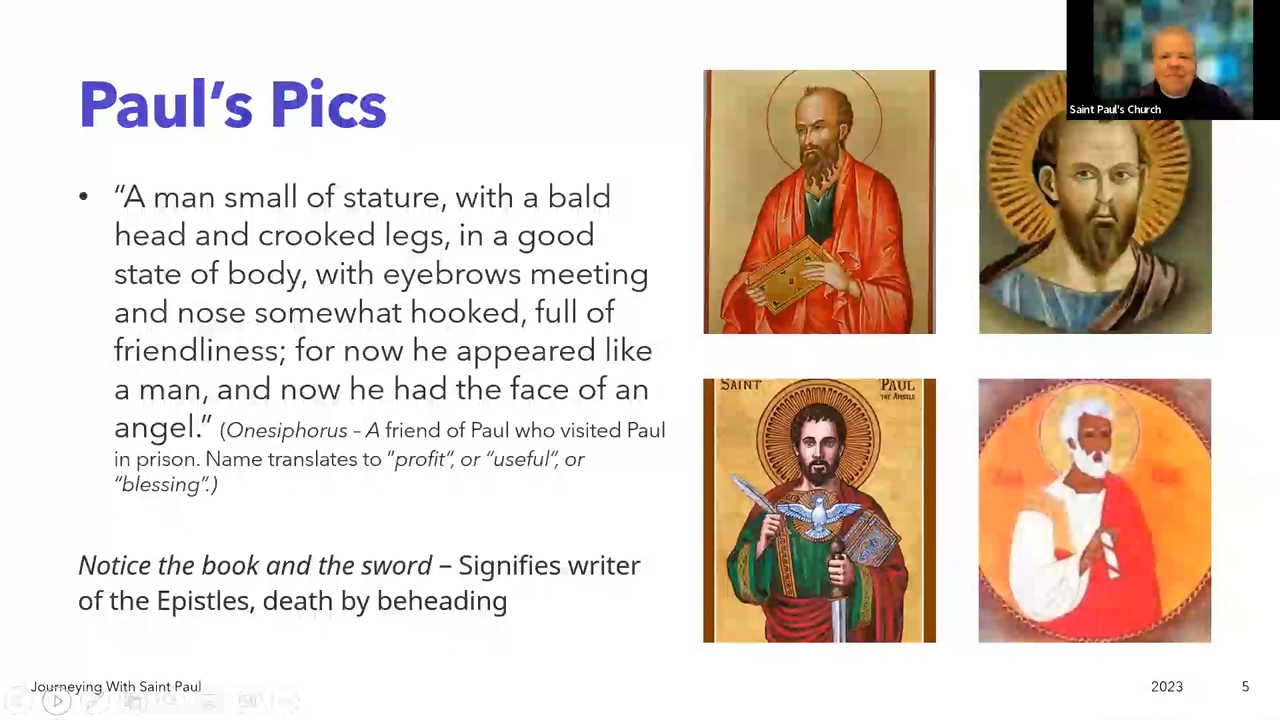 Paul's Pics
• “A man small of stature, with a bald
head and crooked legs, in a good
state of body, with eyebrows meeting
and nose somewhat hooked, full of
friendliness; for now he appeared like
a man, and now he had the face of an
angel.” (Onesiphorus – A friend of Paul who visited Paul
in prison. Name translates to “profit”, or “useful”, or
“blessing”.)
Notice the book and the sword – Signifies writer
of the Epistles, death by beheading
Saint Paul's Church
SAINT PAUL
THE APOSTLE
Journeying With Saint Paul
2023
5